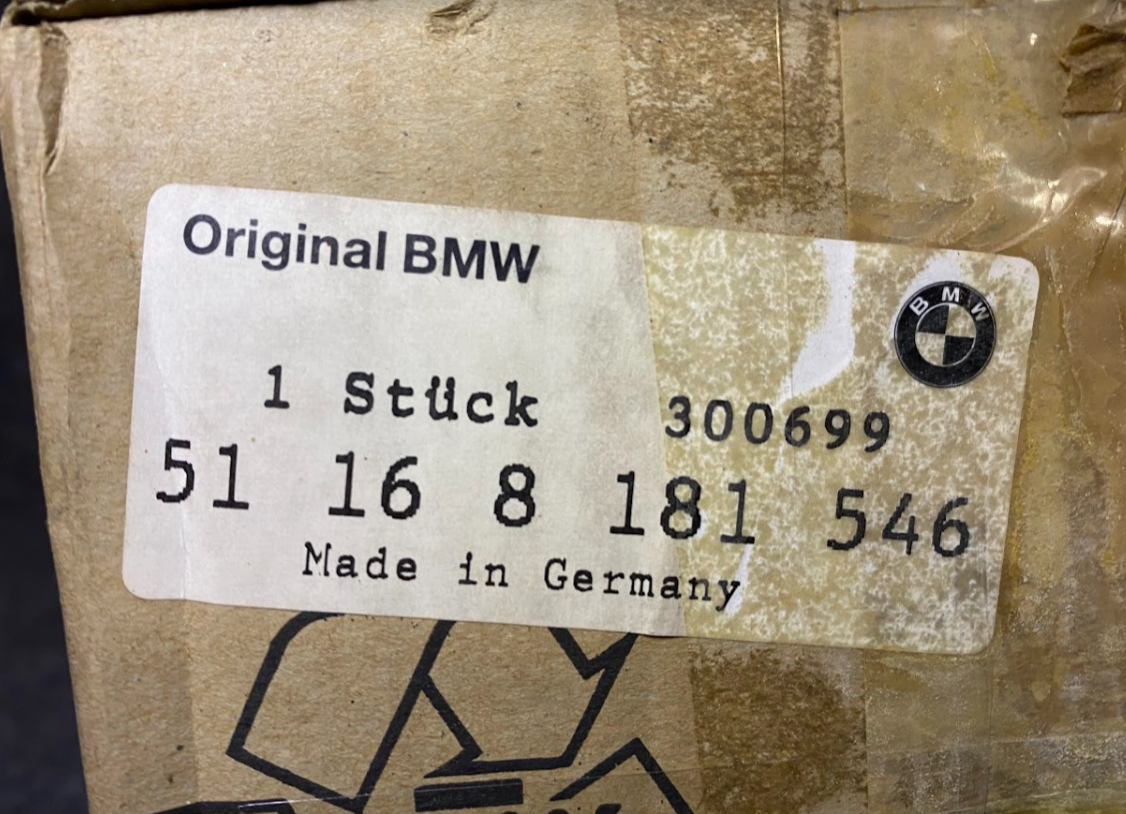 Original BMW
BMW
1 Stück 300699
51 16 8 181 546
Made in Germany